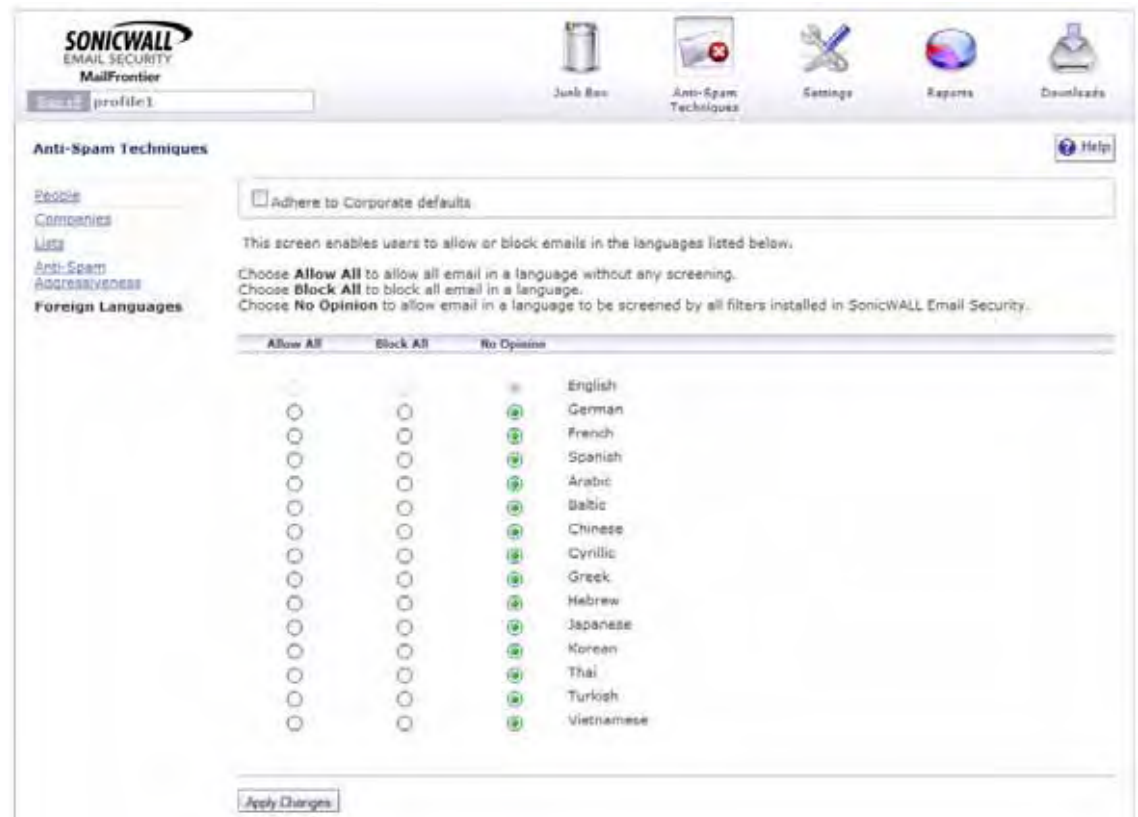 SONICWALL
EMAIL SECURITY
MailFrontier
profile1
Junk Box
Anti-Spam
Techniques
Settings
Reports
Downloads
Anti-Spam Techniques
Help
People
Companies
Lists
Anti-Spam
Aggressiveness
Foreign Languages
Adhere to Corporate defaults
This screen enables users to allow or block emails in the languages listed below.
Choose Allow All to allow all email in a language without any screening.
Choose Block All to block all email in a language.
Choose No Opinion to allow email in a language to be screened by all filters installed in SonicWALL Email Security.
Allow All Block All No Opinion
English
German
French
Spanish
Arabic
Baltic
Chinese
Cyrillic
Greek
Hebrew
Japanese
Korean
Thai
Turkish
Vietnamese
Apply Changes